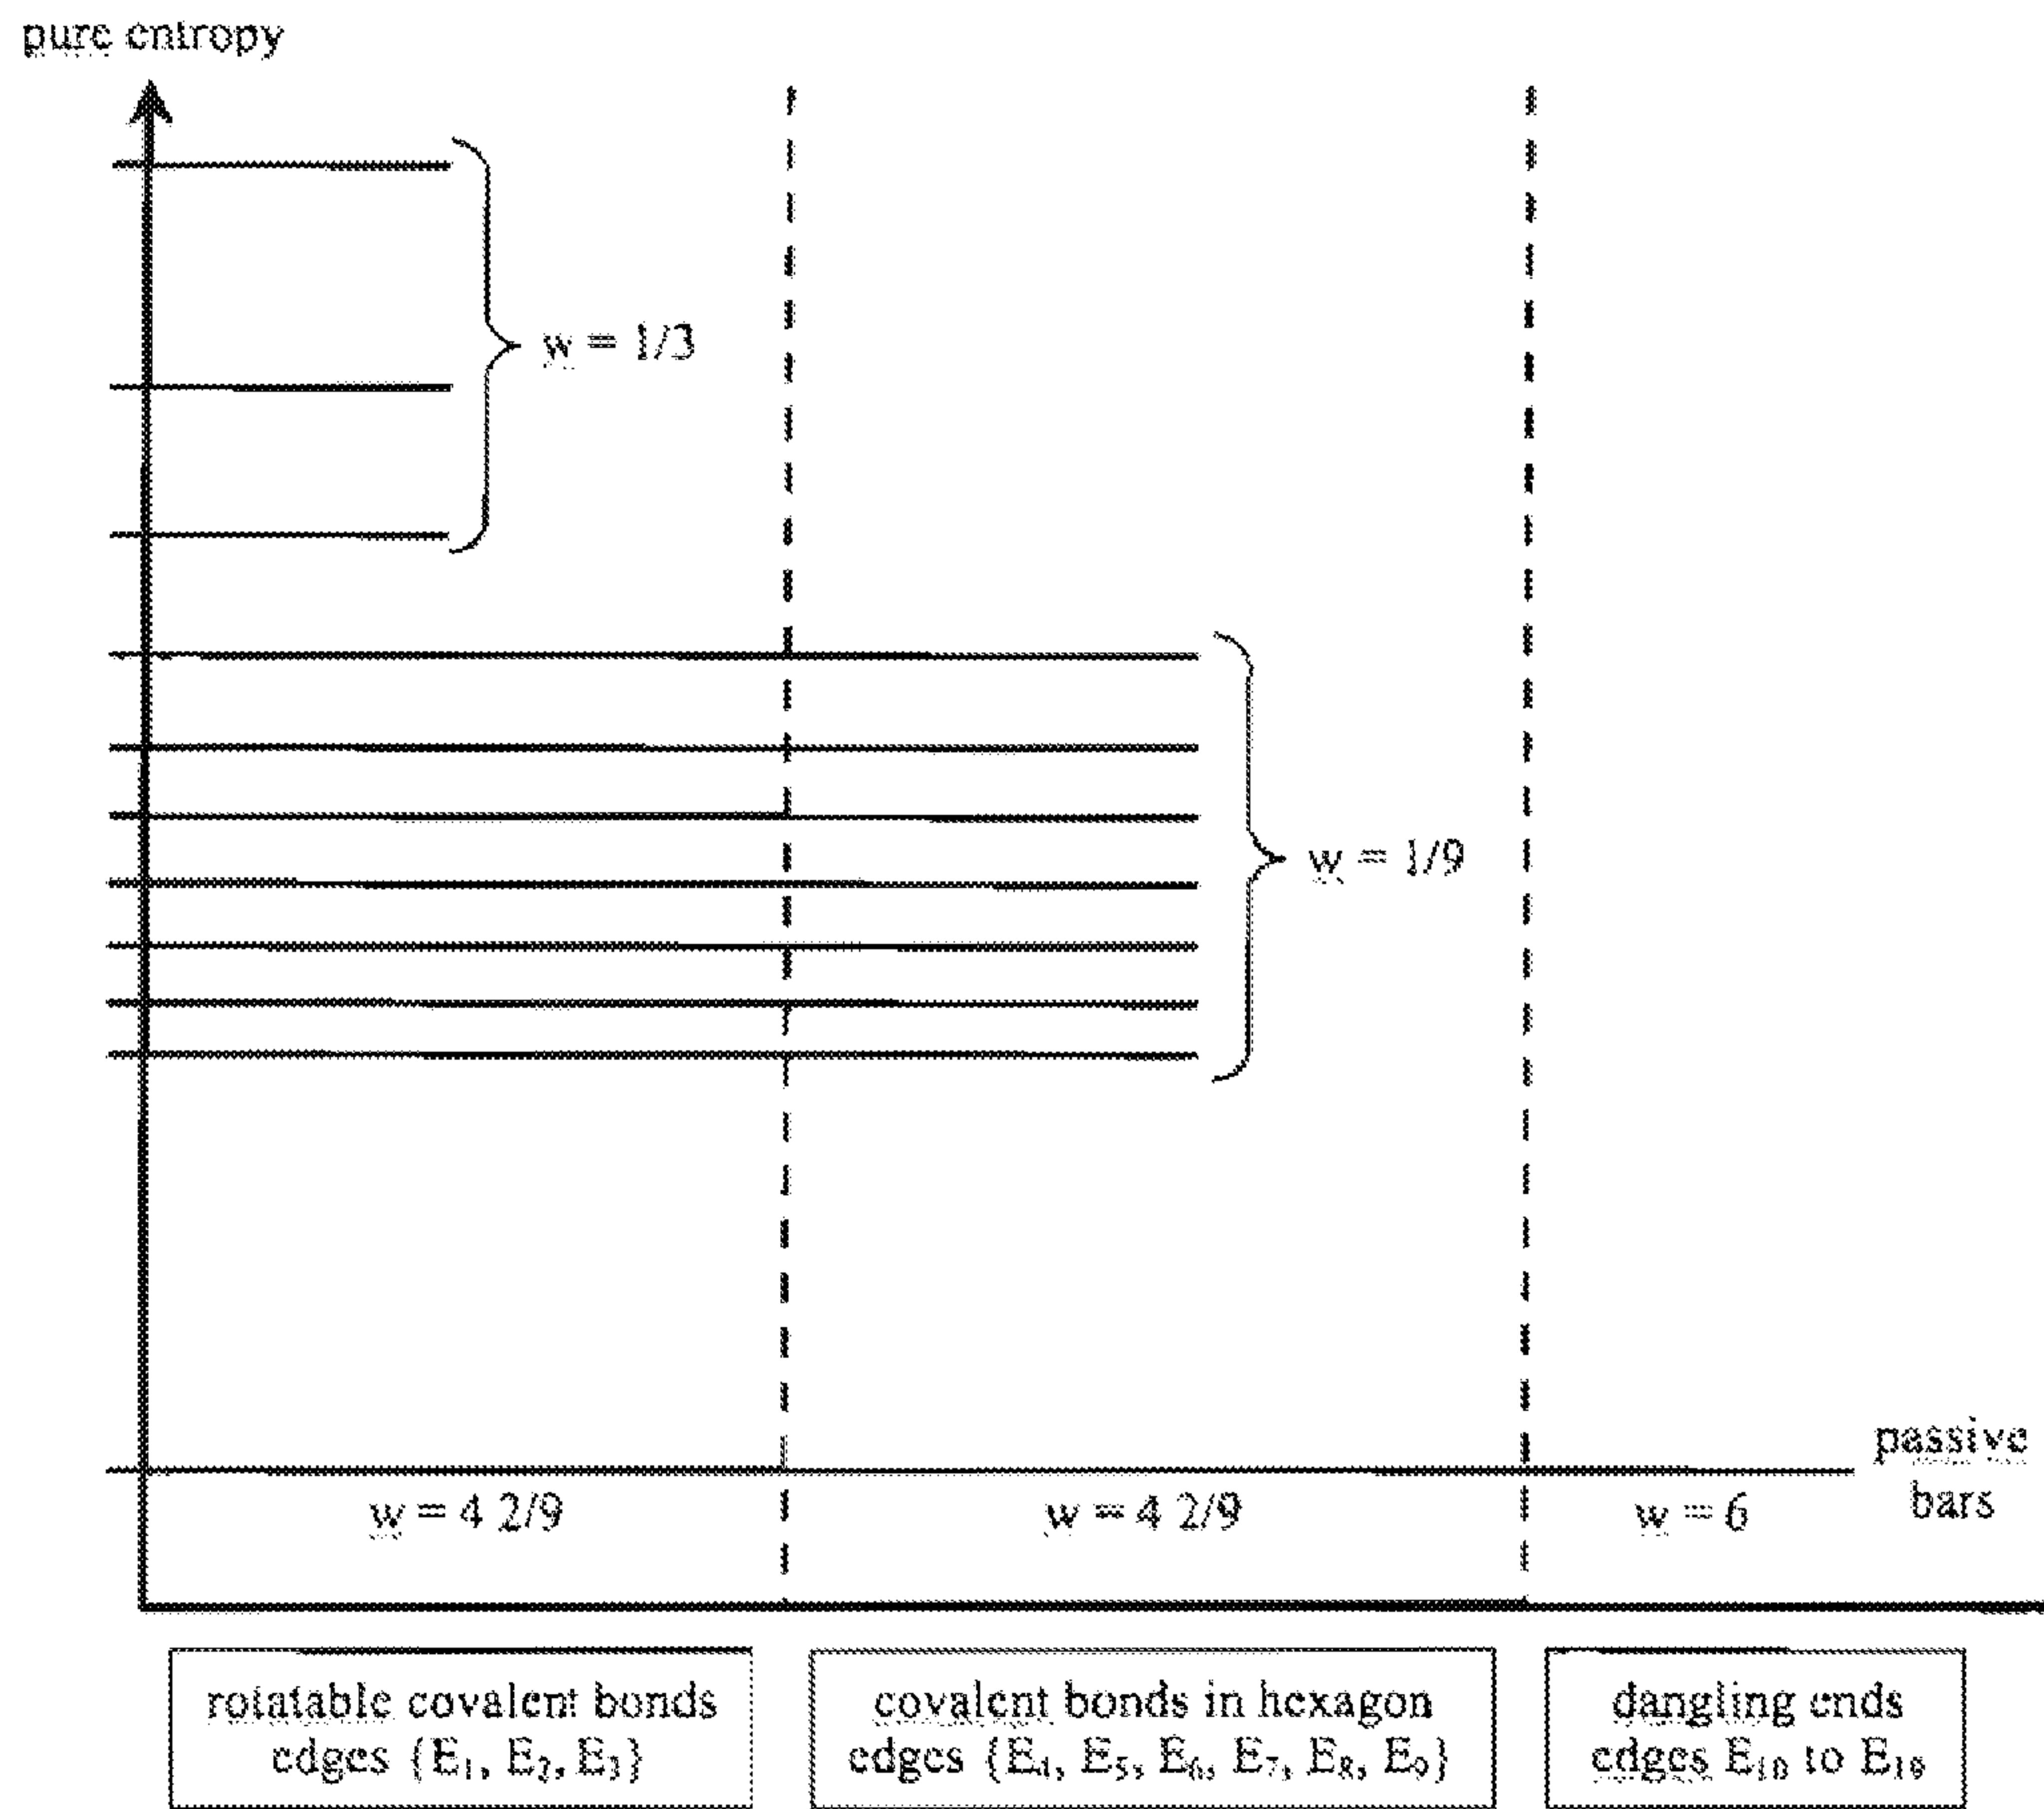 pure entropy
w = 1/3
w = 1/9
passive
bars
w = 4 2/9
w = 4 2/9
w = 6
rotatable covalent bonds
edges {E₁, E₂, E₃}
covalent bonds in hexagon
edges {E₄, E₅, E₆, E₇, E₈, E₉}
dangling ends
edges E₁₀ to E₁₉